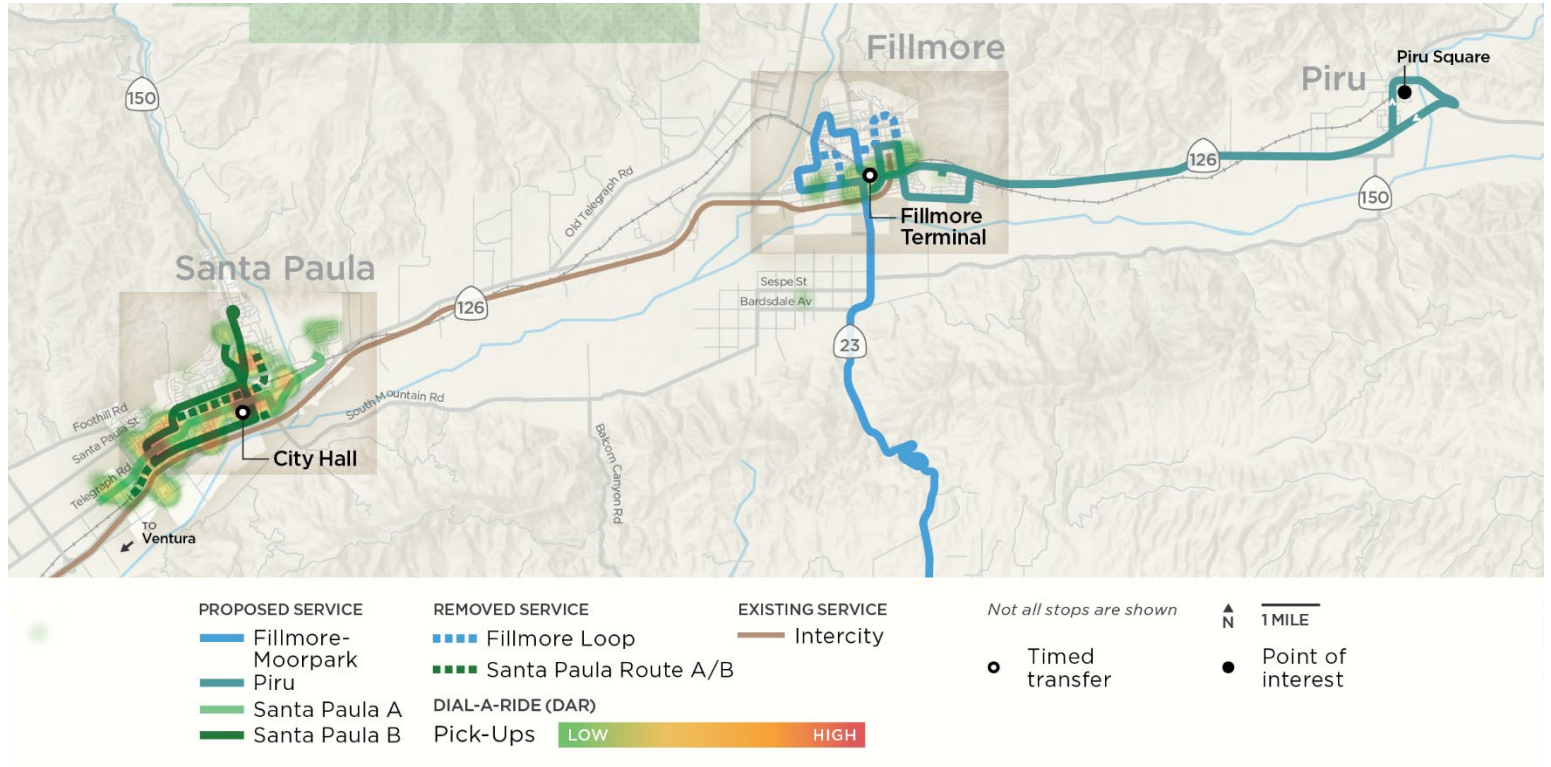 Fillmore
Piru Square
Piru
150
126
150
Old Telegraph Rd
Fillmore
Terminal
Santa Paula
Sespe St
Bardsdale Av
126
23
South Mountain Rd
Foothill Rd
Santa Paula St
Balcom Canyon Rd
City Hall
Telegraph Rd
TO
Ventura
PROPOSED SERVICE
Fillmore-
Moorpark
Piru
Santa Paula A
Santa Paula B
REMOVED SERVICE
Fillmore Loop
Santa Paula Route A/B
DIAL-A-RIDE (DAR)
Pick-Ups
LOW
HIGH
EXISTING SERVICE
Intercity
Not all stops are shown
Timed
transfer
N
1 MILE
Point of
interest